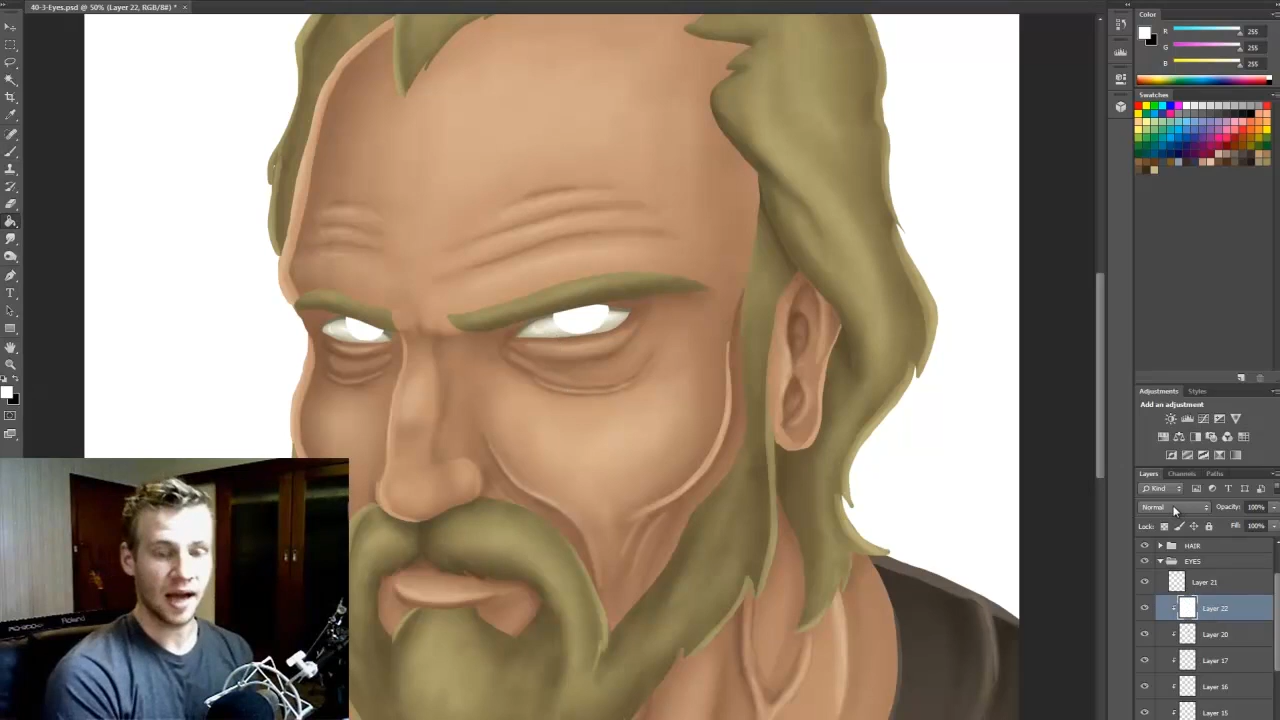 40-3-Eyes.psd @ 50% (Layer 22, RGB/8#) * ×
Color
R 255
G 255
B 255
Swatches
Adjustments Styles
Add an adjustment
Layers Channels Paths
Kind
Normal Opacity: 100%
Lock: Fill: 100%
HAIR
EYES
Layer 21
Layer 22
Layer 20
Layer 17
Layer 16
Layer 15
Roland